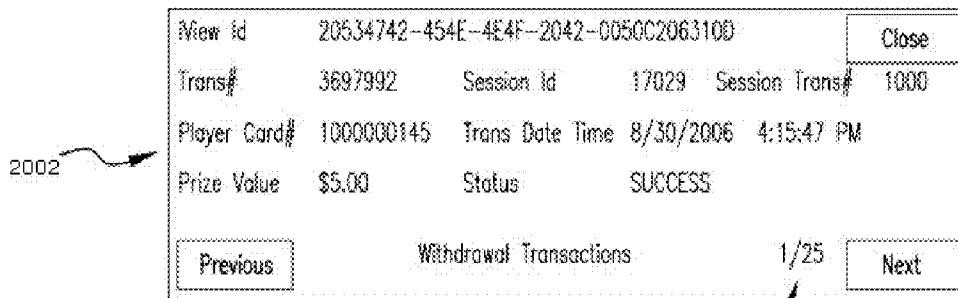 iView Id 20534742-454E-4E4F-2042-0050C206310D Close
Trans# 3697992 Session Id 17029 Session Trans# 1000
2002 Player Card# 1000000145 Trans Date Time 8/30/2006 4:15:47 PM
Prize Value $5.00 Status SUCCESS
Previous Withdrawal Transactions 1/25 Next